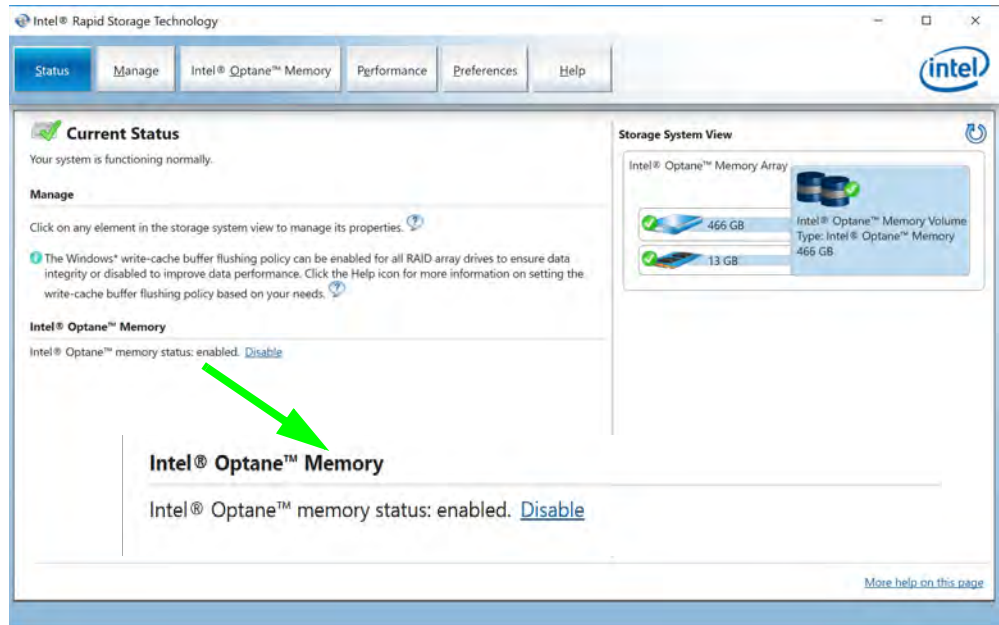 Intel® Rapid Storage Technology
Status
Manage
Intel® Optane™ Memory
Performance
Preferences
Help
intel
Current Status
Your system is functioning normally.
Manage
Click on any element in the storage system view to manage its properties.
The Windows* write-cache buffer flushing policy can be enabled for all RAID array drives to ensure data
integrity or disabled to improve data performance. Click the Help icon for more information on setting the
write-cache buffer flushing policy based on your needs.
Intel® Optane™ Memory
Intel® Optane™ memory status: enabled. Disable
Storage System View
Intel® Optane™ Memory Array
466 GB
13 GB
Intel® Optane™ Memory Volume
Type: Intel® Optane™ Memory
466 GB
Intel® Optane™ Memory
Intel® Optane™ memory status: enabled. Disable
More help on this page